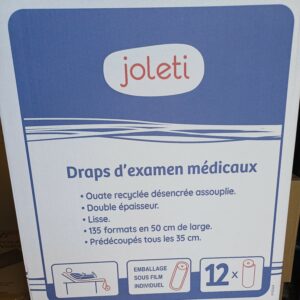 joleti
Draps d'examen médicaux
• Ouate recyclée désencrée assouplie.
• Double épaisseur.
• Lisse.
• 135 formats en 50 cm de large.
• Prédécoupés tous les 35 cm.
EMBALLAGE
SOUS FILM
INDIVIDUEL
12 x